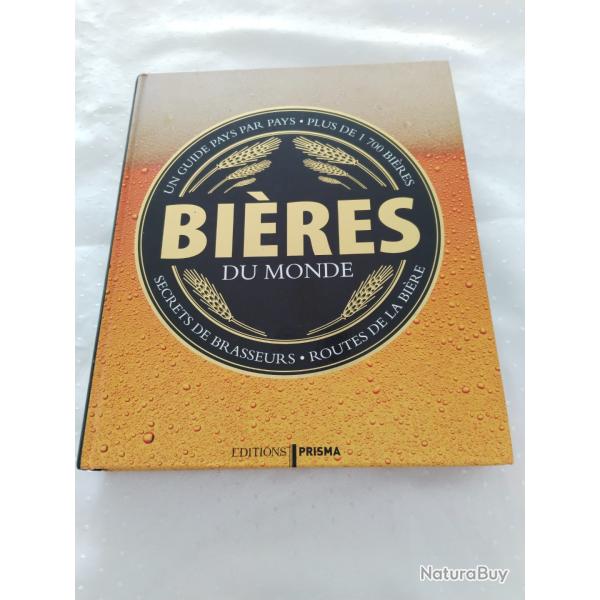 UN GUIDE PAYS PAR PAYS • PLUS DE 1 700 BIÈRES
BIÈRES
DU MONDE
SECRETS DE BRASSEURS • ROUTES DE LA BIÈRE
EDITIONS PRISMA
NaturaBuy